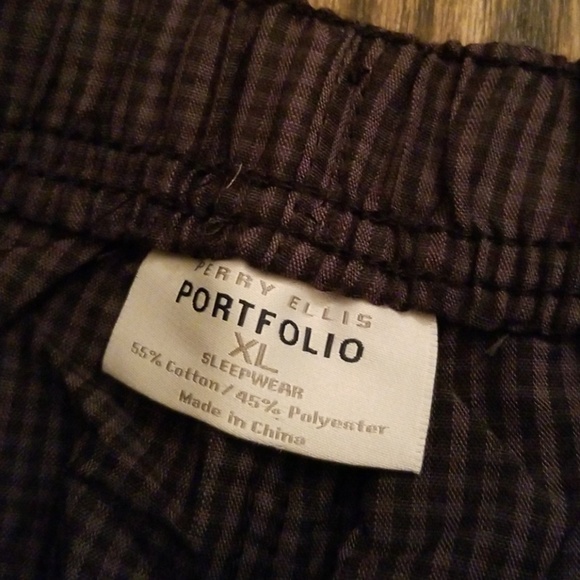 PERRY ELLIS
PORTFOLIO
XL
SLEEPWEAR
55% Cotton / 45% Polyester
Made in China